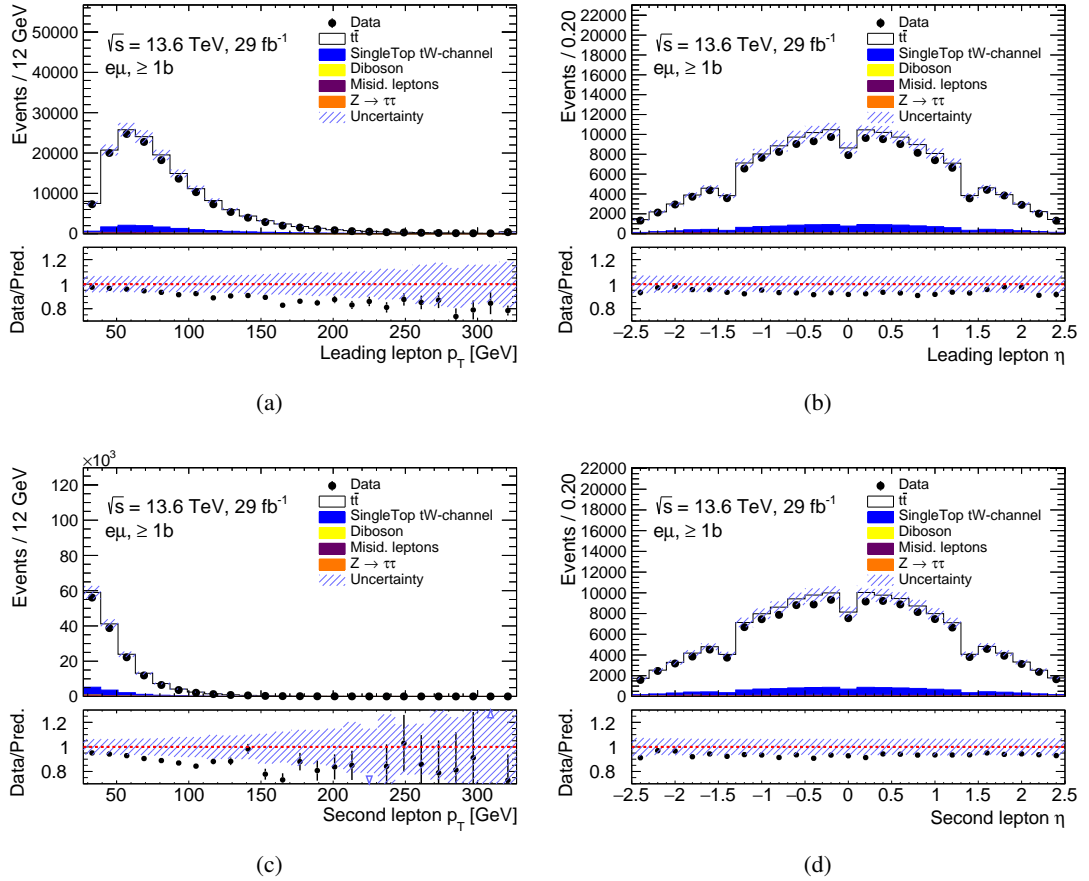 Events / 12 GeV
50000
40000
30000
20000
10000
0
√s = 13.6 TeV, 29 fb⁻¹
eμ, ≥ 1b
Data
tt̄
SingleTop tW-channel
Diboson
Misid. leptons
Z → ττ
Uncertainty
Data/Pred.
1.2
1
0.8
50 100 150 200 250 300
Leading lepton p_T [GeV]
(a)
Events / 0.20
22000
20000
18000
16000
14000
12000
10000
8000
6000
4000
2000
0
√s = 13.6 TeV, 29 fb⁻¹
eμ, ≥ 1b
Data
tt̄
SingleTop tW-channel
Diboson
Misid. leptons
Z → ττ
Uncertainty
Data/Pred.
1.2
1
0.8
−2.5 −2 −1.5 −1 −0.5 0 0.5 1 1.5 2 2.5
Leading lepton η
(b)
×10³
Events / 12 GeV
120
100
80
60
40
20
0
√s = 13.6 TeV, 29 fb⁻¹
eμ, ≥ 1b
Data
tt̄
SingleTop tW-channel
Diboson
Misid. leptons
Z → ττ
Uncertainty
Data/Pred.
1.2
1
0.8
50 100 150 200 250 300
Second lepton p_T [GeV]
(c)
Events / 0.20
22000
20000
18000
16000
14000
12000
10000
8000
6000
4000
2000
0
√s = 13.6 TeV, 29 fb⁻¹
eμ, ≥ 1b
Data
tt̄
SingleTop tW-channel
Diboson
Misid. leptons
Z → ττ
Uncertainty
Data/Pred.
1.2
1
0.8
−2.5 −2 −1.5 −1 −0.5 0 0.5 1 1.5 2 2.5
Second lepton η
(d)